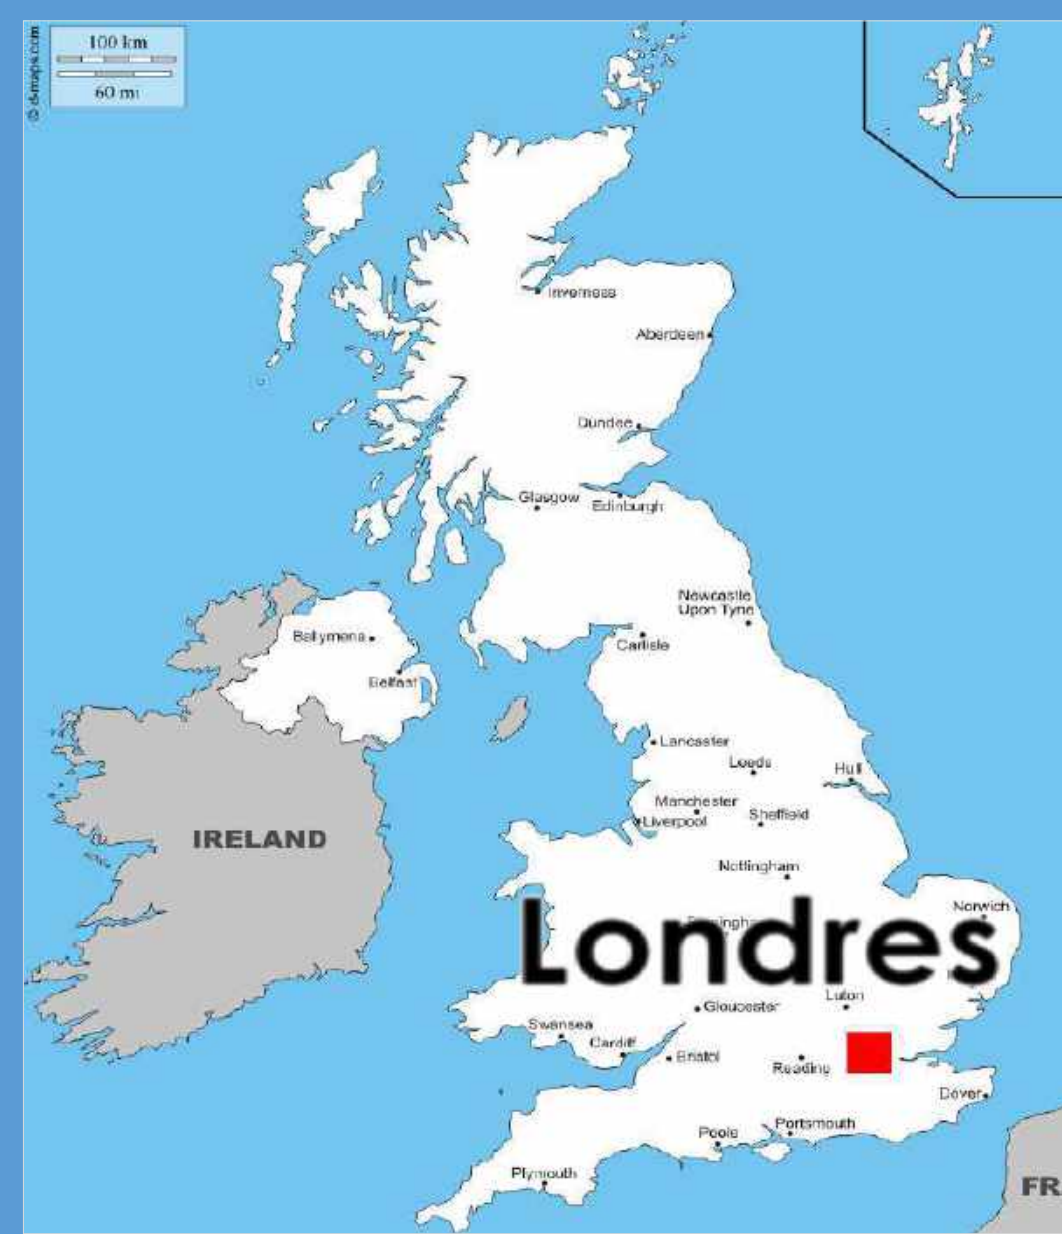 © d-maps.com
100 km
60 mi
Inverness
Aberdeen
Dundee
Glasgow
Edinburgh
Newcastle
Upon Tyne
Carlisle
Ballymena
Belfast
Lancaster
Leeds
Hull
Manchester
Liverpool
Sheffield
Nottingham
Norwich
Londres
Luton
Gloucester
Swansea
Cardiff
Bristol
Reading
Dover
Portsmouth
Poole
Plymouth
IRELAND
FR